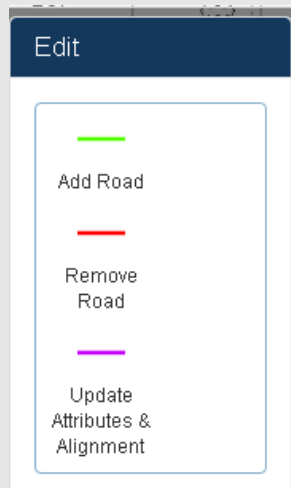 Edit
Add Road
Remove
Road
Update
Attributes &
Alignment